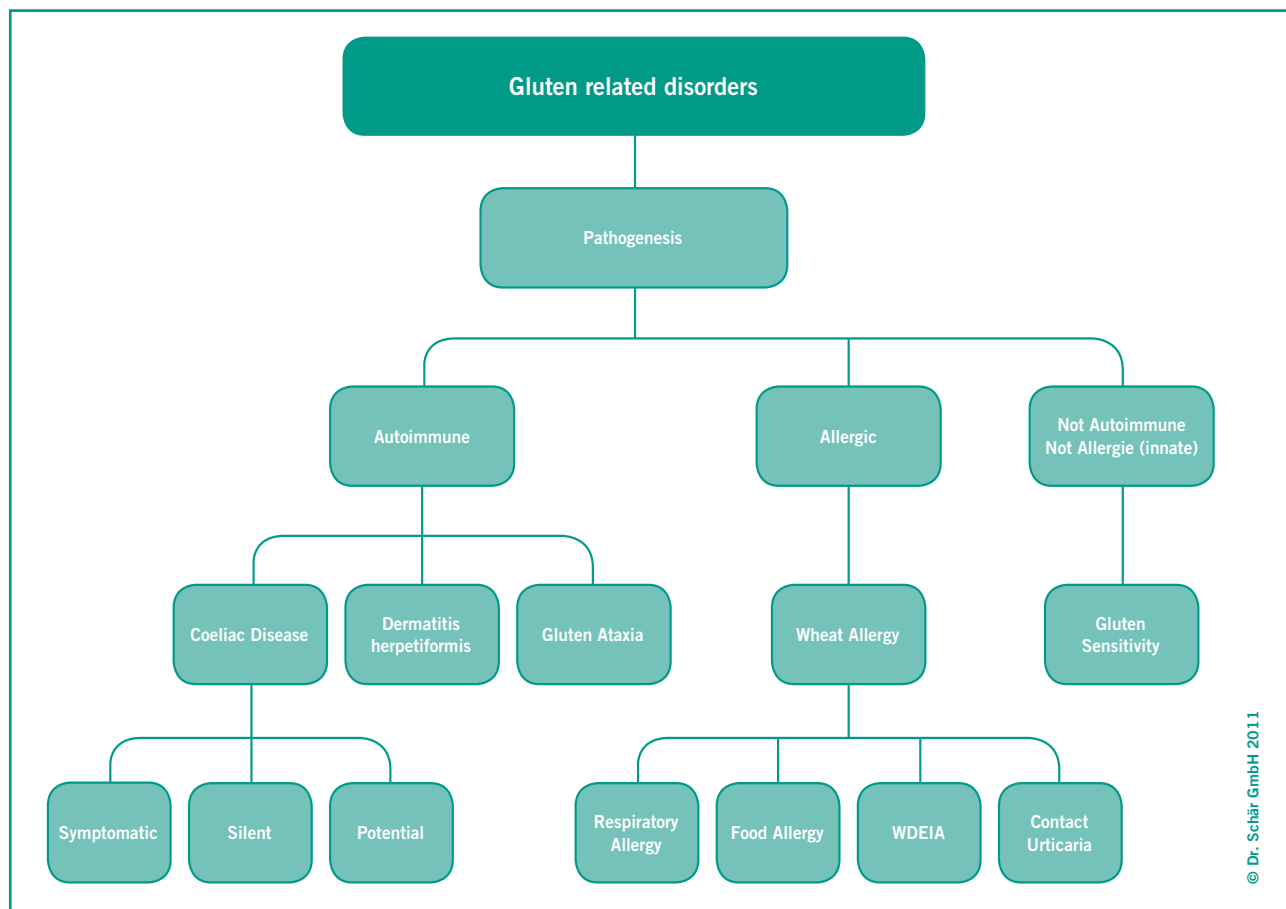 Gluten related disorders
Pathogenesis
Autoimmune
Allergic
Not Autoimmune
Not Allergie (innate)
Coeliac Disease
Dermatitis
herpetiformis
Gluten Ataxia
Wheat Allergy
Gluten
Sensitivity
Symptomatic
Silent
Potential
Respiratory
Allergy
Food Allergy
WDEIA
Contact
Urticaria
© Dr. Schär GmbH 2011